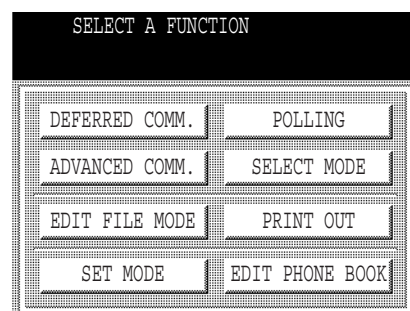 SELECT A FUNCTION
DEFERRED COMM. POLLING
ADVANCED COMM. SELECT MODE
EDIT FILE MODE PRINT OUT
SET MODE EDIT PHONE BOOK